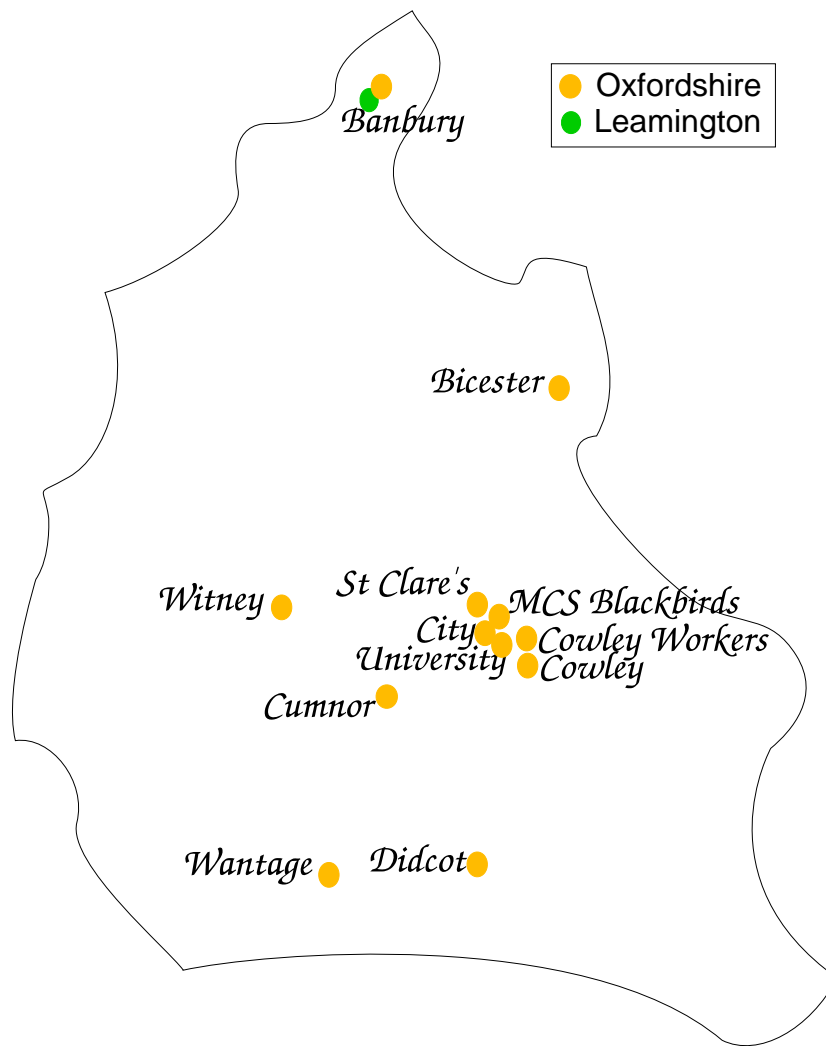 Oxfordshire
Leamington
Banbury
Bicester
St Clare's
Witney
MCS Blackbirds
City
Cowley Workers
University
Cowley
Cumnor
Didcot
Wantage